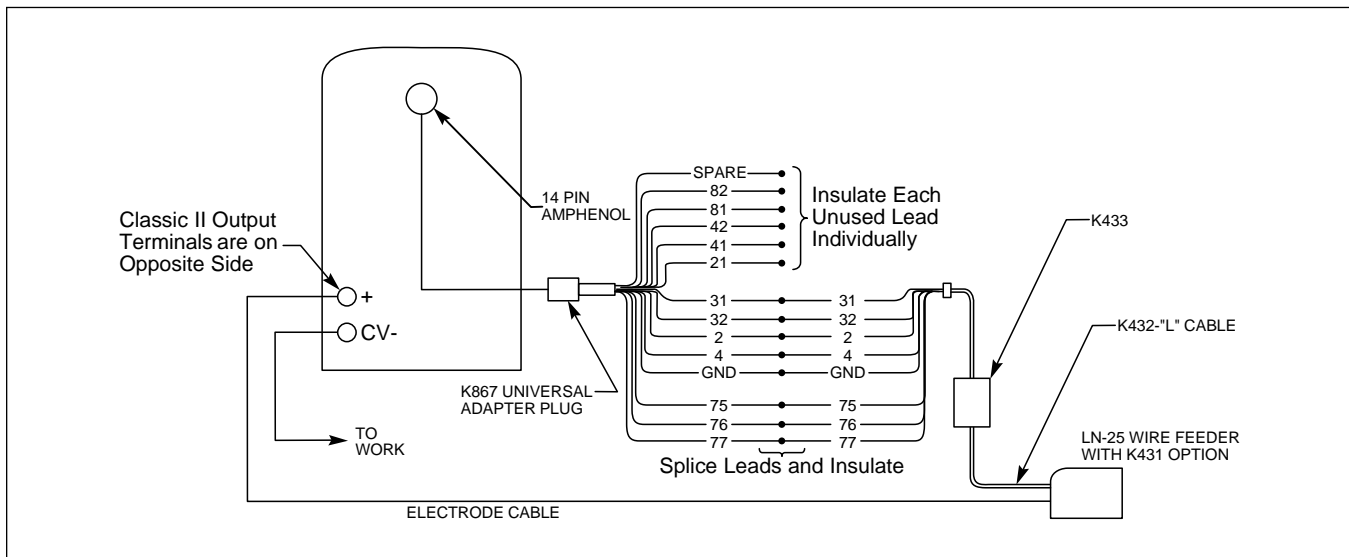 SPARE
82
81
42
41
21
Insulate Each
Unused Lead
Individually
14 PIN
AMPHENOL
K433
Classic II Output
Terminals are on
Opposite Side
+
CV-
31 31
32 32
2 2
4 4
GND GND
75 75
76 76
77 77
K432-"L" CABLE
K867 UNIVERSAL
ADAPTER PLUG
TO
WORK
LN-25 WIRE FEEDER
WITH K431 OPTION
Splice Leads and Insulate
ELECTRODE CABLE